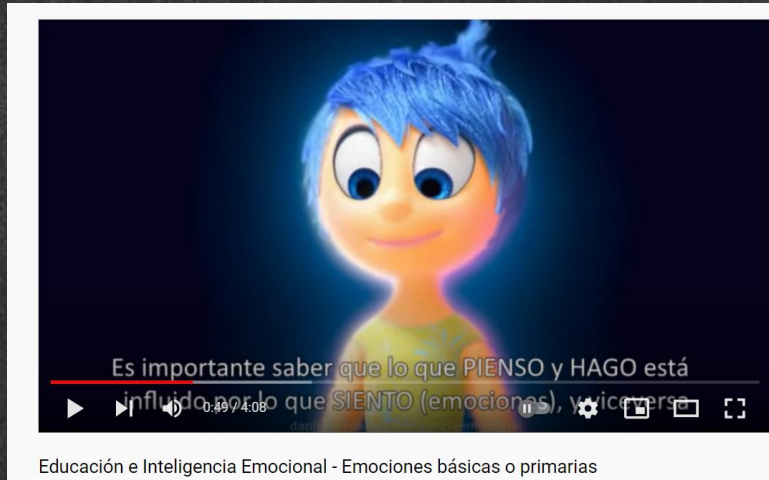 Es importante saber que lo que PIENSO y HAGO está
influido por lo que SIENTO (emociones), y viceversa
0:49 / 4:08
Educación e Inteligencia Emocional - Emociones básicas o primarias